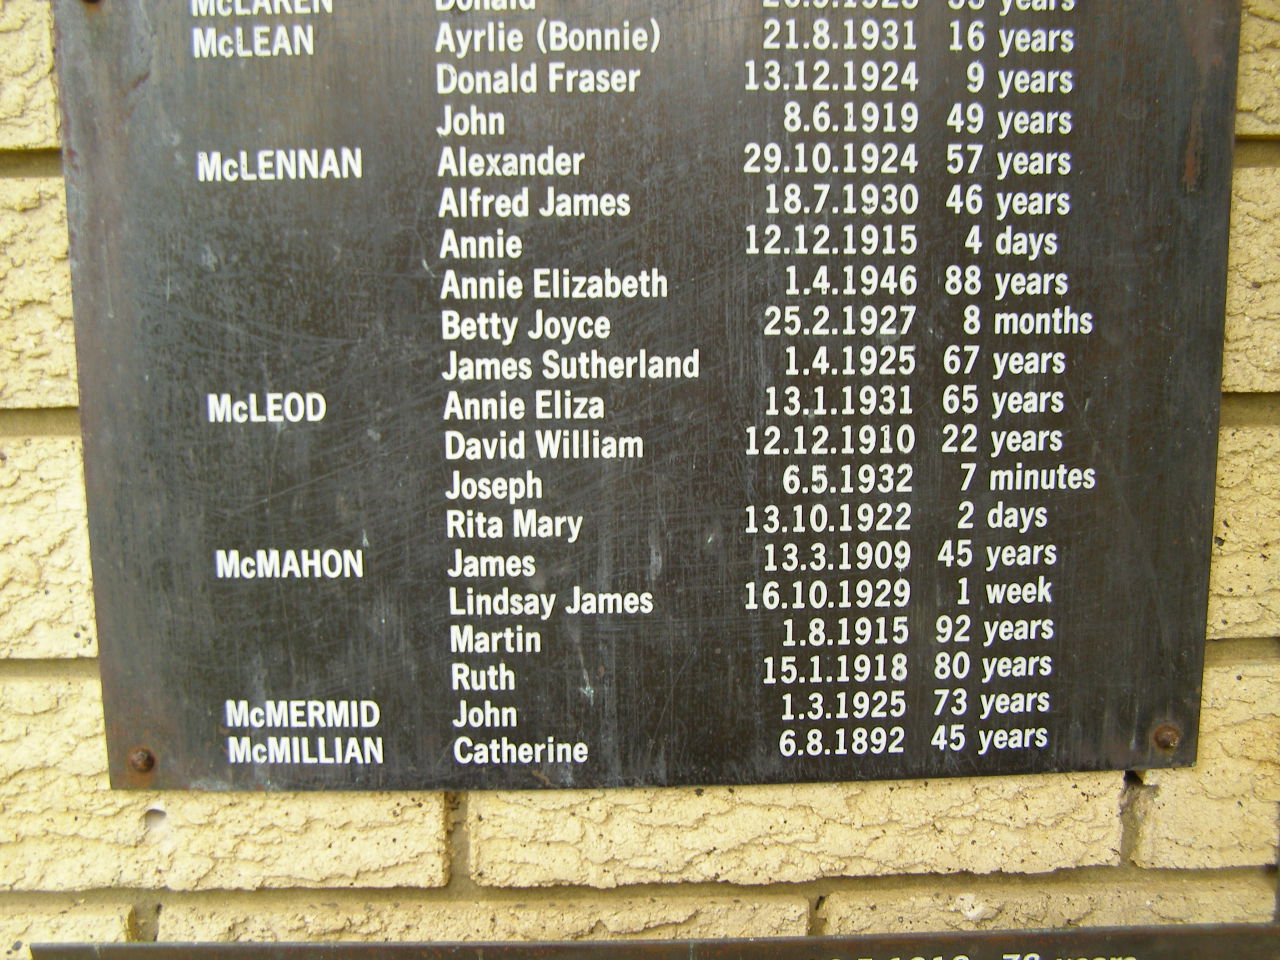 McLAREN Donald years
McLEAN Ayrlie (Bonnie) 21.8.1931 16 years
Donald Fraser 13.12.1924 9 years
John 8.6.1919 49 years
McLENNAN Alexander 29.10.1924 57 years
Alfred James 18.7.1930 46 years
Annie 12.12.1915 4 days
Annie Elizabeth 1.4.1946 88 years
Betty Joyce 25.2.1927 8 months
James Sutherland 1.4.1925 67 years
McLEOD Annie Eliza 13.1.1931 65 years
David William 12.12.1910 22 years
Joseph 6.5.1932 7 minutes
Rita Mary 13.10.1922 2 days
McMAHON James 13.3.1909 45 years
Lindsay James 16.10.1929 1 week
Martin 1.8.1915 92 years
Ruth 15.1.1918 80 years
McMERMID John 1.3.1925 73 years
McMILLIAN Catherine 6.8.1892 45 years
years